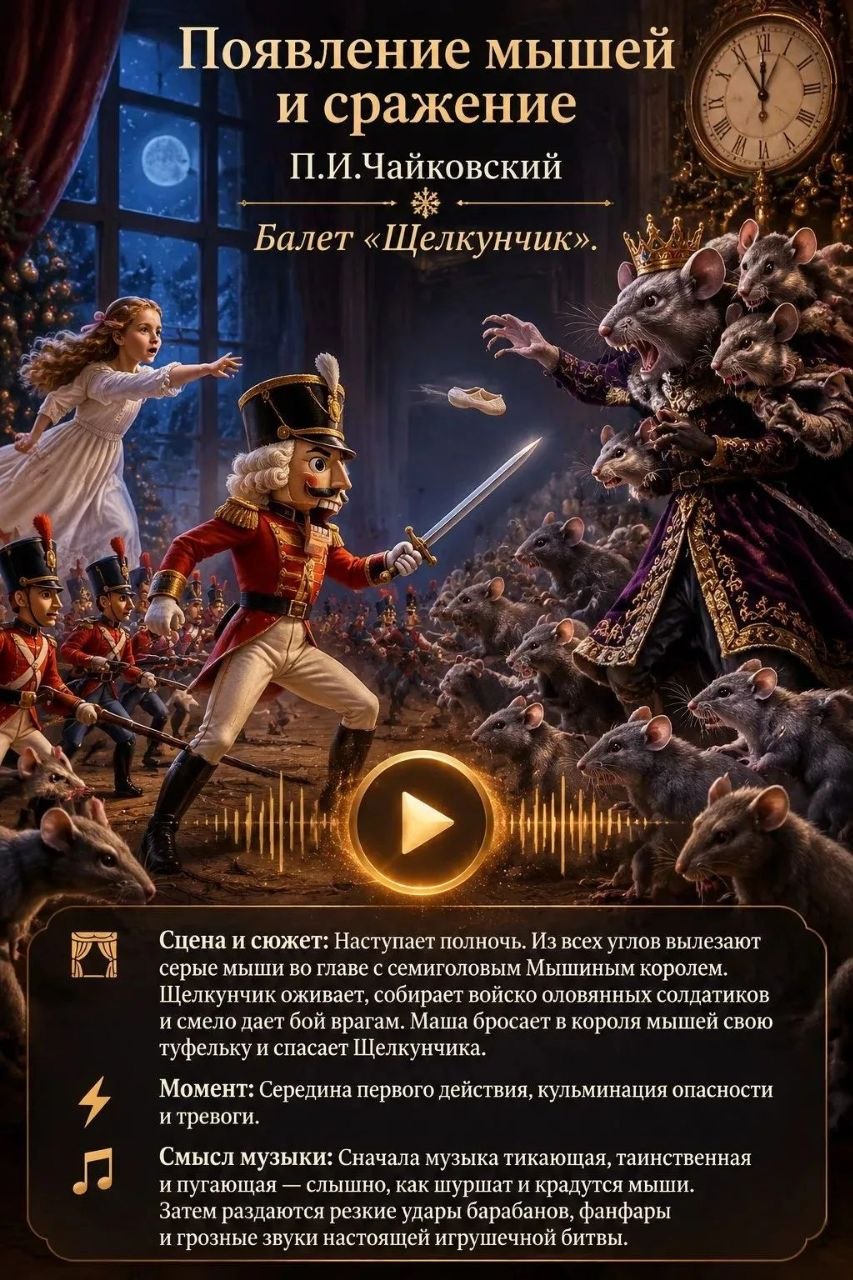 Появление мышей
и сражение
П.И.Чайковский
Балет «Щелкунчик».
Сцена и сюжет: Наступает полночь. Из всех углов вылезают
серые мыши во главе с семиголовым Мышиным королем.
Щелкунчик оживает, собирает войско оловянных солдатиков
и смело дает бой врагам. Маша бросает в короля мышей свою
туфельку и спасает Щелкунчика.
Момент: Середина первого действия, кульминация опасности
и тревоги.
Смысл музыки: Сначала музыка тикающая, таинственная
и пугающая — слышно, как шуршат и крадутся мыши.
Затем раздаются резкие удары барабанов, фанфары
и грозные звуки настоящей игрушечной битвы.